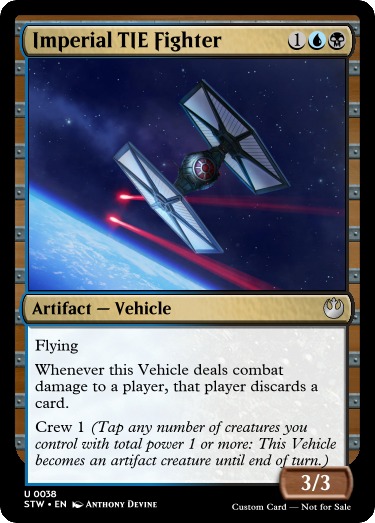 Imperial TIE Fighter 1
Artifact — Vehicle
Flying
Whenever this Vehicle deals combat
damage to a player, that player discards a
card.
Crew 1 (Tap any number of creatures you
control with total power 1 or more: This Vehicle
becomes an artifact creature until end of turn.)
3/3
U 0038
STW • EN Anthony Devine
Custom Card — Not for Sale